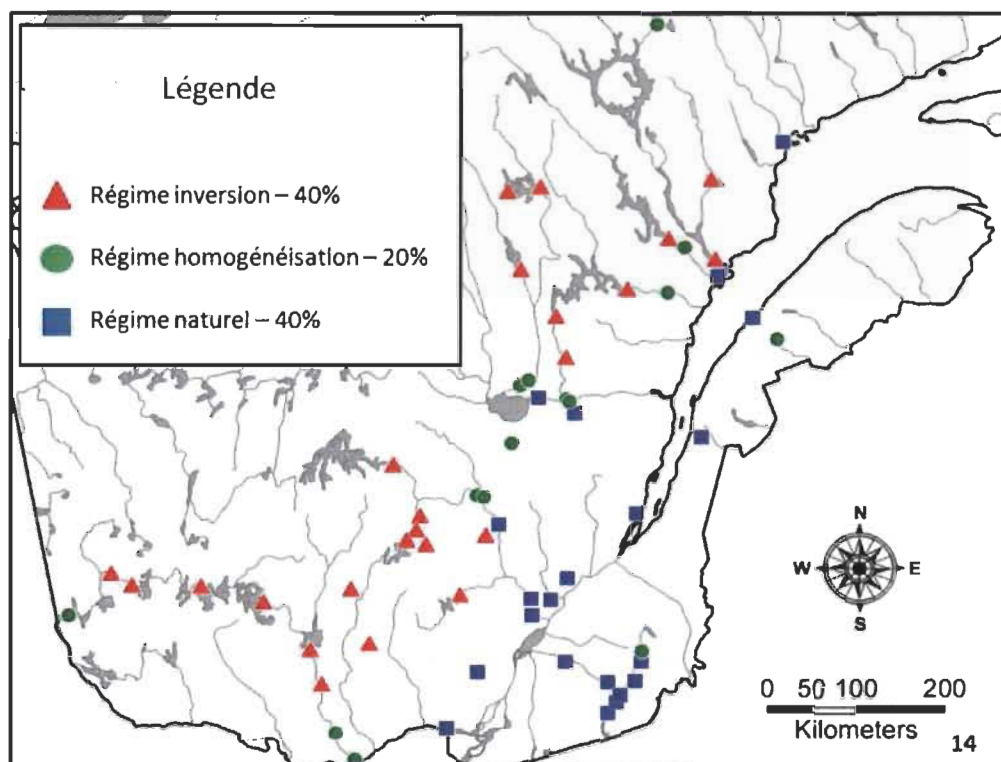 Légende
Régime inversion – 40%
Régime homogénéisation – 20%
Régime naturel – 40%
N
W E
S
0 50 100 200
Kilometers
14